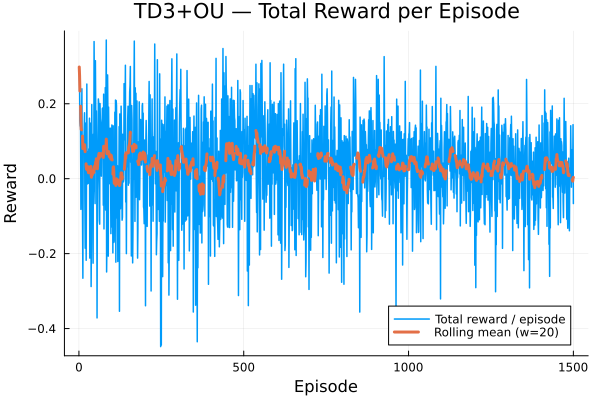 TD3+OU — Total Reward per Episode
Reward
0.2
0.0
−0.2
−0.4
Total reward / episode
Rolling mean (w=20)
0
500
1000
1500
Episode